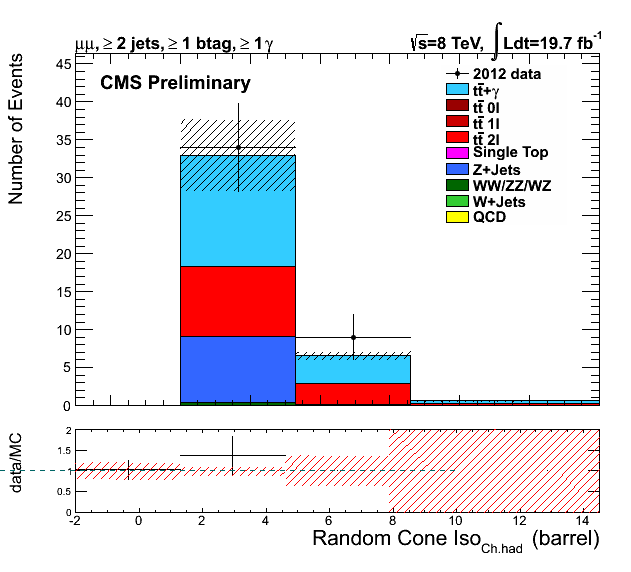 μμ, ≥ 2 jets, ≥ 1 btag, ≥ 1 γ
√s=8 TeV, ∫Ldt=19.7 fb⁻¹
CMS Preliminary
Number of Events
45
40
35
30
25
20
15
10
5
0
2012 data
tt̄+γ
tt̄ 0l
tt̄ 1l
tt̄ 2l
Single Top
Z+Jets
WW/ZZ/WZ
W+Jets
QCD
data/MC
2
1.5
1
0.5
0
-2 0 2 4 6 8 10 12 14
Random Cone Iso Ch.had (barrel)